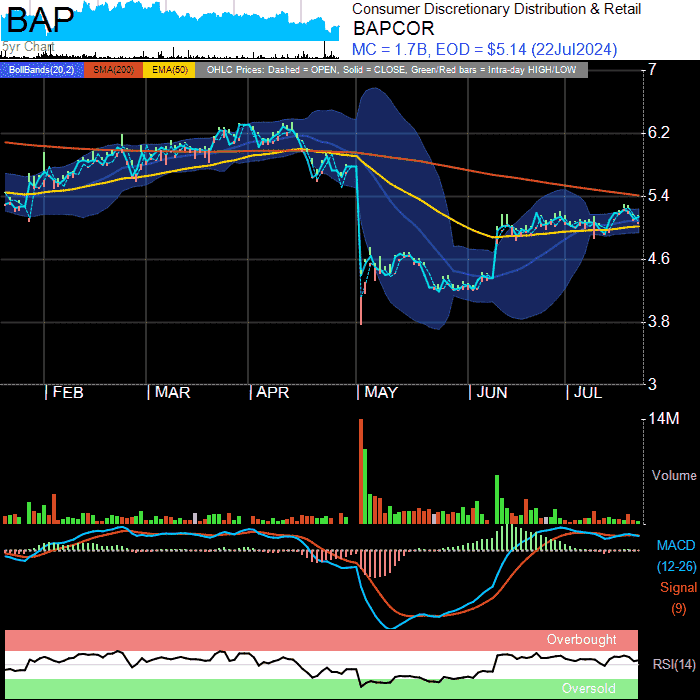 BAP
5yr Chart
Consumer Discretionary Distribution & Retail
BAPCOR
MC = 1.7B, EOD = $5.14 (22Jul2024)
BollBands(20,2) SMA(200) EMA(50) OHLC Prices: Dashed = OPEN, Solid = CLOSE, Green/Red bars = Intra-day HIGH/LOW
7
6.2
5.4
4.6
3.8
3
FEB MAR APR MAY JUN JUL
14M
Volume
MACD
(12-26)
Signal
(9)
Overbought
RSI(14)
Oversold